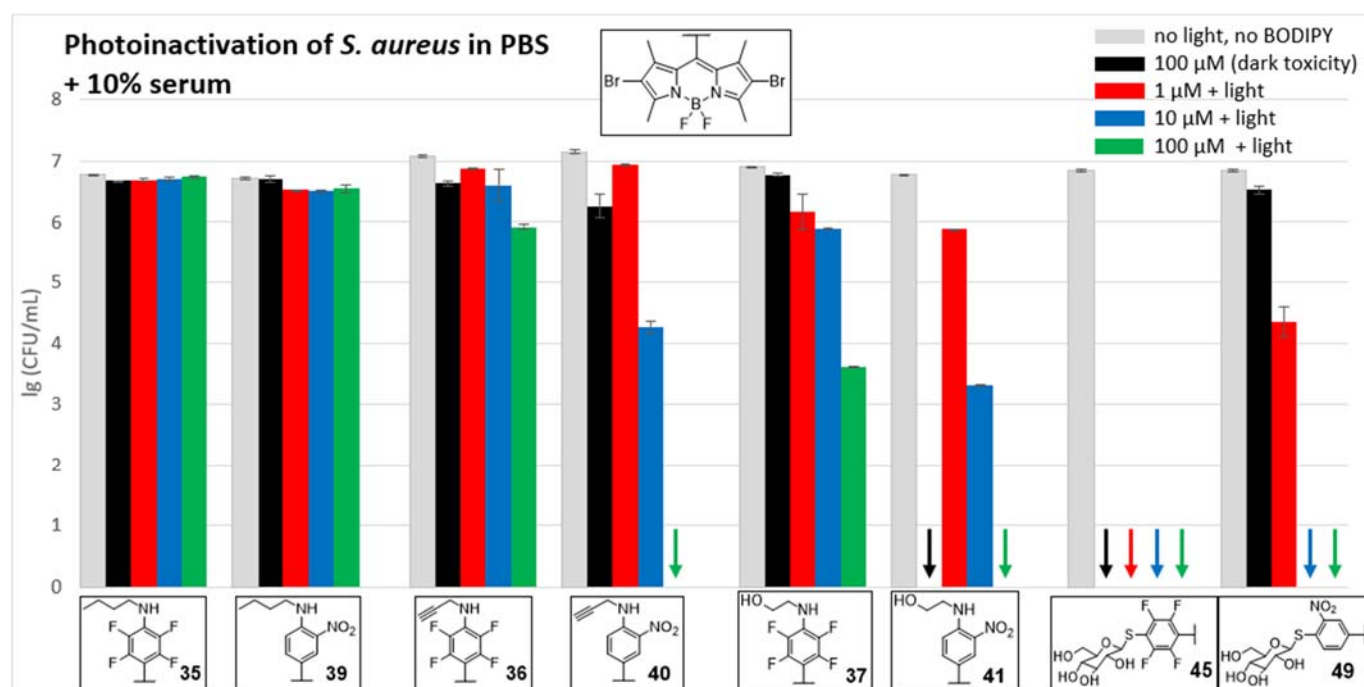 Photoinactivation of S. aureus in PBS
+ 10% serum
no light, no BODIPY
100 µM (dark toxicity)
1 µM + light
10 µM + light
100 µM + light
Br Br
N N
B
F F
lg (CFU/mL)
8
7
6
5
4
3
2
1
0
NH
F F
F F
35
NH
NO₂
39
NH
F F
F F
36
NH
NO₂
40
HO
NH
F F
F F
37
HO
NH
NO₂
41
F F
S
HO O F F
HO OH
OH
45
NO₂
S
HO O
HO OH
OH
49